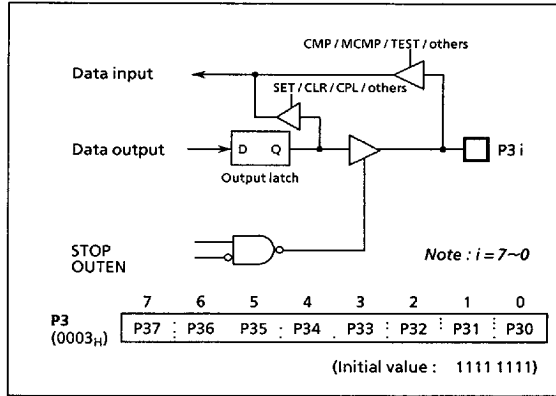 CMP / MCMP / TEST / others
Data input
SET / CLR / CPL / others
Data output
D Q
P3 i
Output latch
STOP
OUTEN
Note : i = 7~0
7 6 5 4 3 2 1 0
P3
(0003H)
P37 P36 P35 P34 P33 P32 P31 P30
(Initial value : 1111 1111)